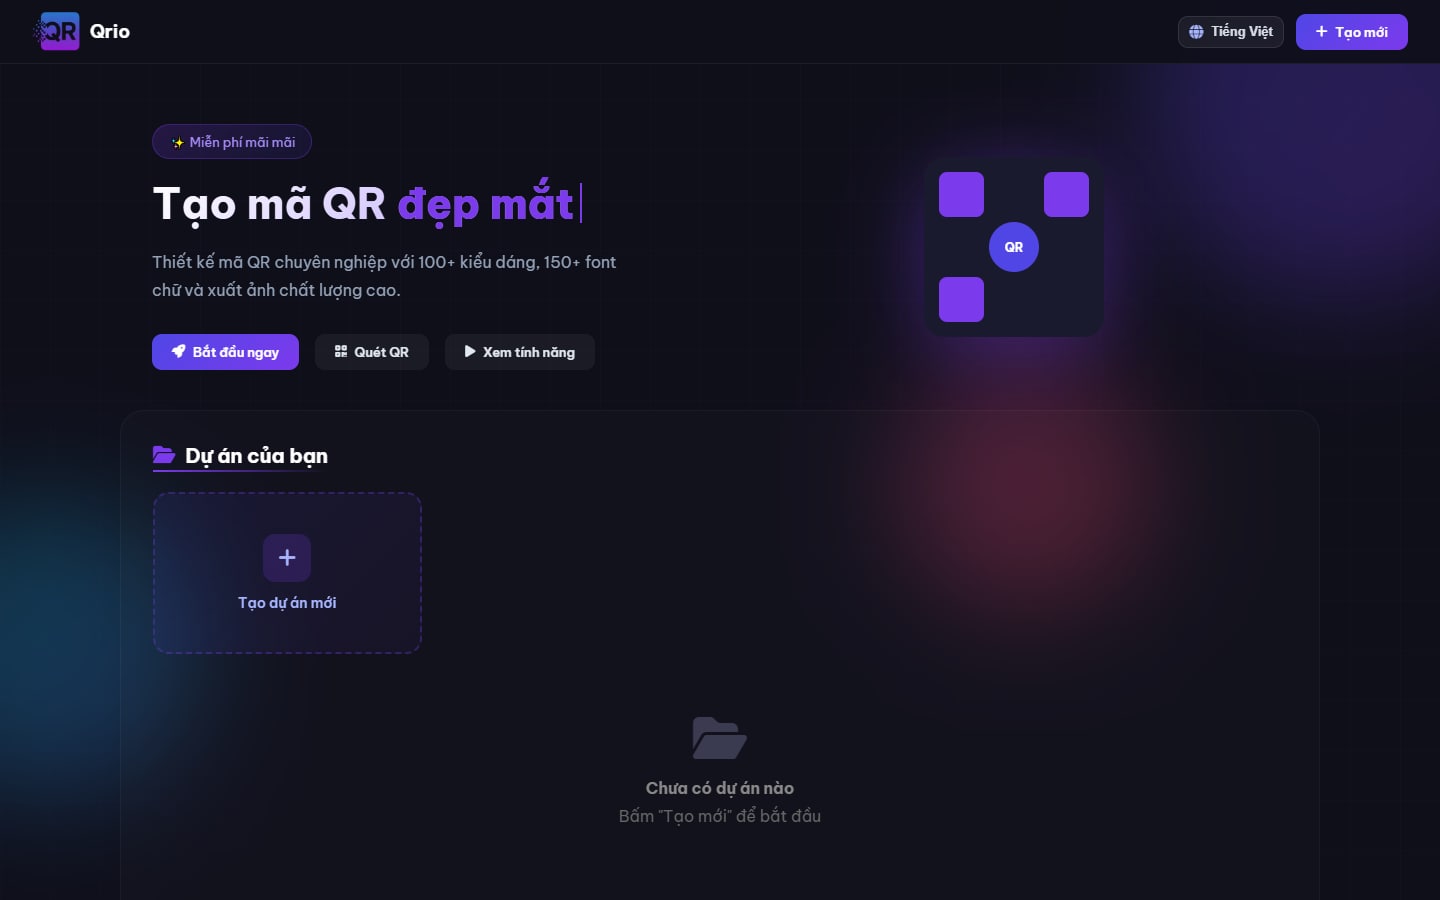 QR Qrio
Tiếng Việt
Tạo mới
Miễn phí mãi mãi
Tạo mã QR đẹp mắt
Thiết kế mã QR chuyên nghiệp với 100+ kiểu dáng, 150+ font
chữ và xuất ảnh chất lượng cao.
Bắt đầu ngay
Quét QR
Xem tính năng
QR
Dự án của bạn
Tạo dự án mới
Chưa có dự án nào
Bấm "Tạo mới" để bắt đầu